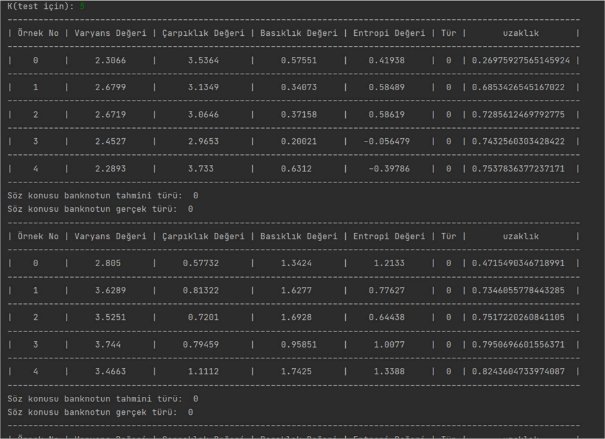 K(test için): 5
| Örnek No | Varyans Değeri | Çarpıklık Değeri | Basıklık Değeri | Entropi Değeri | Tür | uzaklık |
| 0 | 2.3066 | 3.5364 | 0.57551 | 0.41938 | 0 | 0.26975927565145924 |
| 1 | 2.6799 | 3.1349 | 0.34073 | 0.58489 | 0 | 0.6853426545167022 |
| 2 | 2.6719 | 3.0646 | 0.37158 | 0.58619 | 0 | 0.7285612469792775 |
| 3 | 2.4527 | 2.9653 | 0.20021 | -0.056479 | 0 | 0.7432560303428422 |
| 4 | 2.2893 | 3.733 | 0.6312 | -0.39786 | 0 | 0.7537836377237171 |
Söz konusu banknotun tahmini türü: 0
Söz konusu banknotun gerçek türü: 0
| Örnek No | Varyans Değeri | Çarpıklık Değeri | Basıklık Değeri | Entropi Değeri | Tür | uzaklık |
| 0 | 2.805 | 0.57732 | 1.3424 | 1.2133 | 0 | 0.4715490346718991 |
| 1 | 3.6289 | 0.81322 | 1.6277 | 0.77627 | 0 | 0.7346055778443285 |
| 2 | 3.5251 | 0.7201 | 1.6928 | 0.64438 | 0 | 0.7517220260841105 |
| 3 | 3.744 | 0.79459 | 0.95851 | 1.0077 | 0 | 0.7950696601556371 |
| 4 | 3.4663 | 1.1112 | 1.7425 | 1.3388 | 0 | 0.8243604733974087 |
Söz konusu banknotun tahmini türü: 0
Söz konusu banknotun gerçek türü: 0